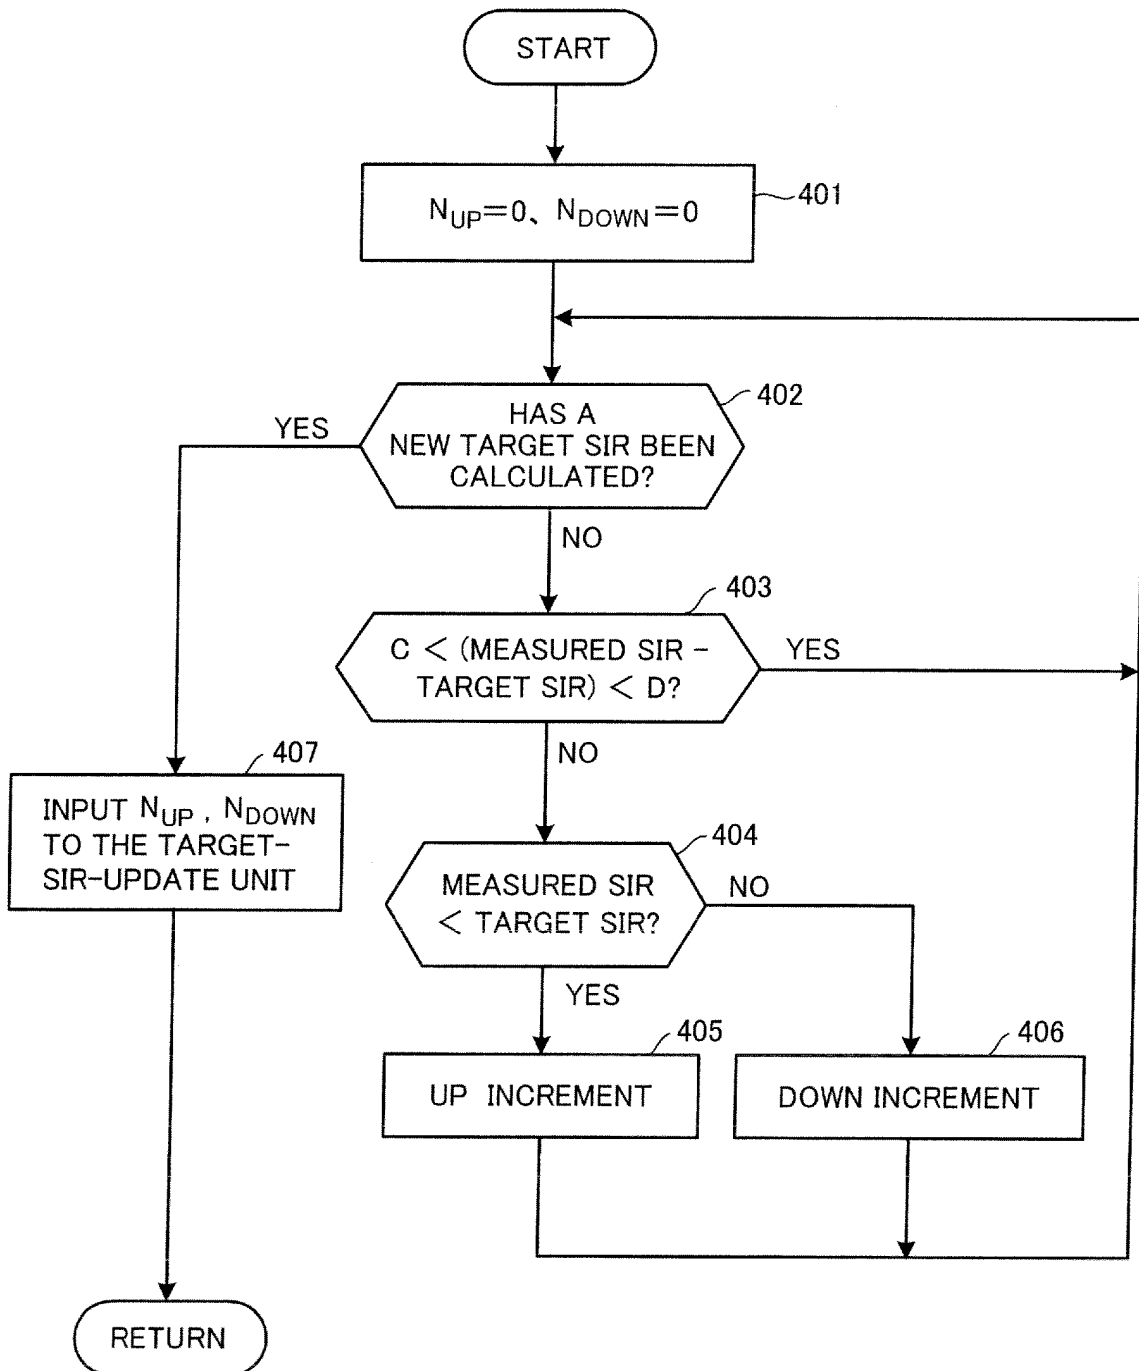 START
NUP=0、NDOWN=0
401
HAS A
NEW TARGET SIR BEEN
CALCULATED?
402
YES
NO
403
C < (MEASURED SIR -
TARGET SIR) < D?
YES
NO
407
INPUT NUP , NDOWN
TO THE TARGET-
SIR-UPDATE UNIT
404
MEASURED SIR
< TARGET SIR?
NO
YES
405
UP INCREMENT
406
DOWN INCREMENT
RETURN